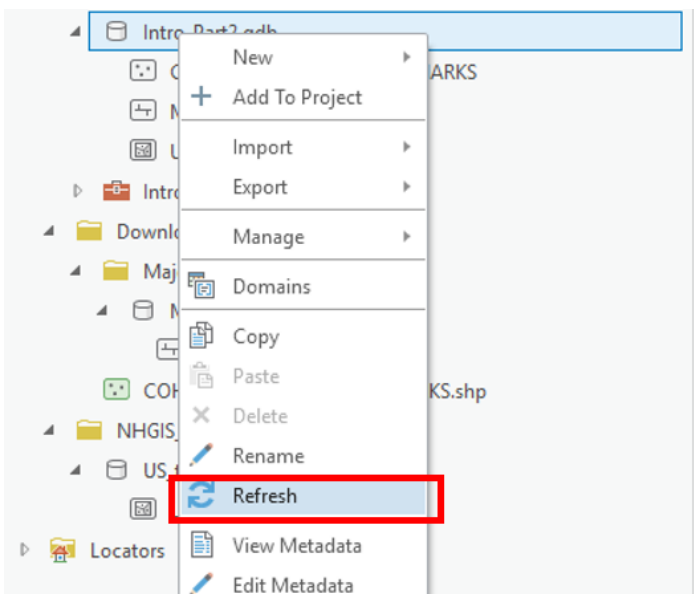 Intro_Part2.gdb
New
ARKS
Add To Project
Import
Intro
Export
Downlo
Manage
Maj
Domains
Copy
Paste
COH
KS.shp
Delete
NHGIS_
Rename
US_t
Refresh
Locators
View Metadata
Edit Metadata